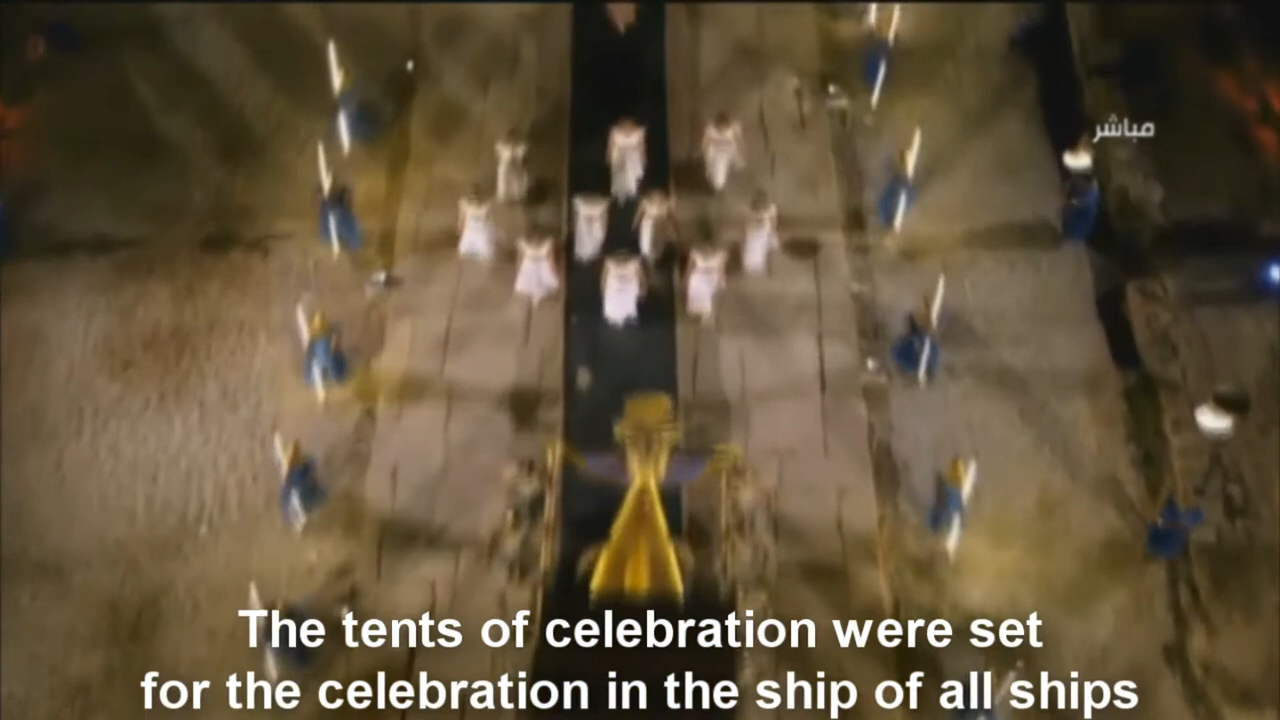 مباشر
The tents of celebration were set
for the celebration in the ship of all ships